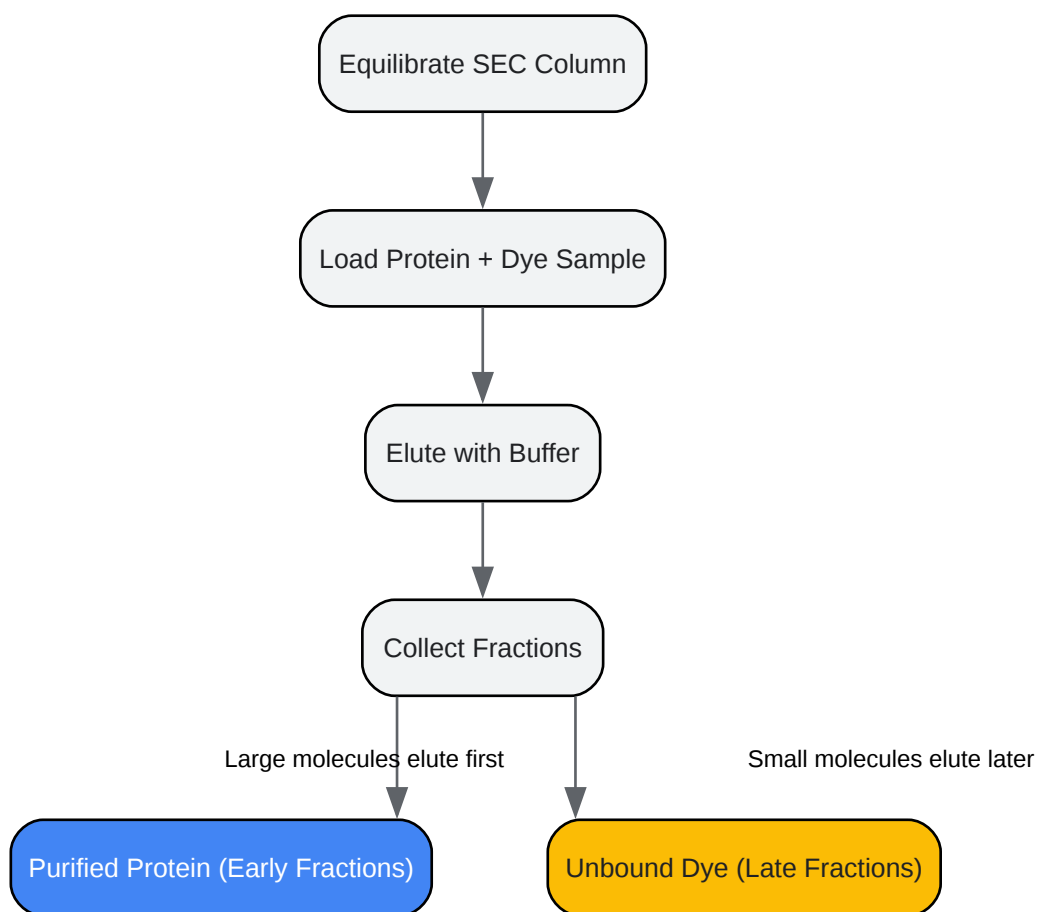 Equilibrate SEC Column
Load Protein + Dye Sample
Elute with Buffer
Collect Fractions
Large molecules elute first
Small molecules elute later
Purified Protein (Early Fractions)
Unbound Dye (Late Fractions)